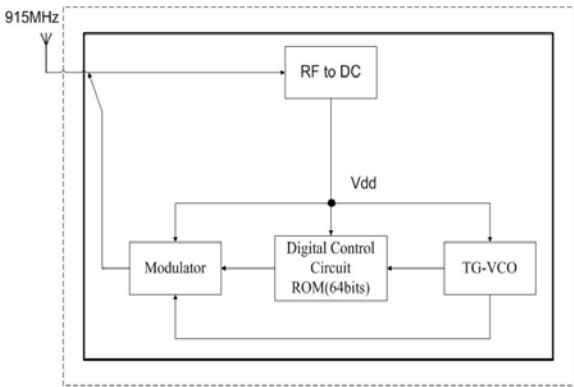 915MHz
RF to DC
Vdd
Modulator
Digital Control
Circuit
ROM(64bits)
TG-VCO